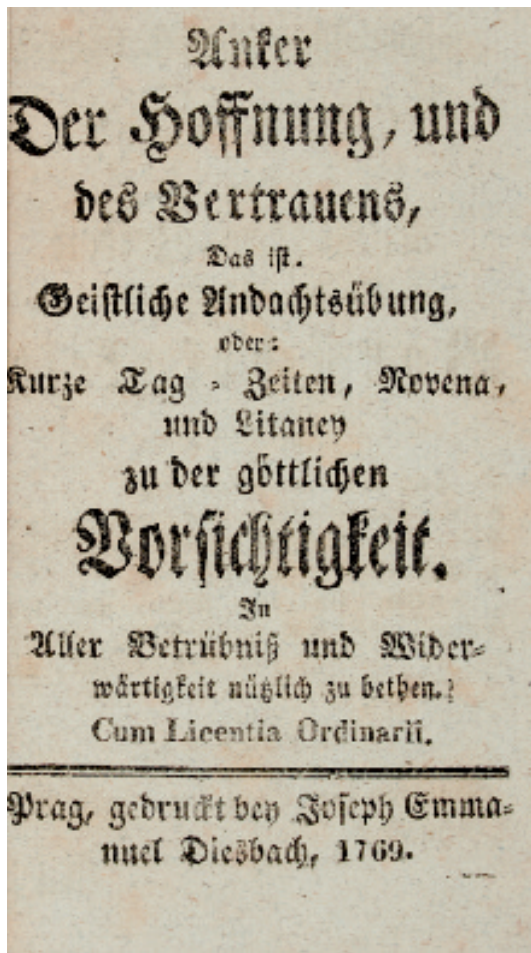 Anker
Der Hoffnung, und
des Vertrauens,
Das ist.
Geistliche Andachtsübung,
oder:
Kurze Tag - Zeiten, Novena,
und Litaney
zu der göttlichen
Vorsichtigkeit.
In
Aller Betrübniß und Wider-
wärtigkeit nützlich zu bethen.
Cum Licentia Ordinarii.
Prag, gedruckt bey Joseph Emma-
nuel Diesbach, 1769.